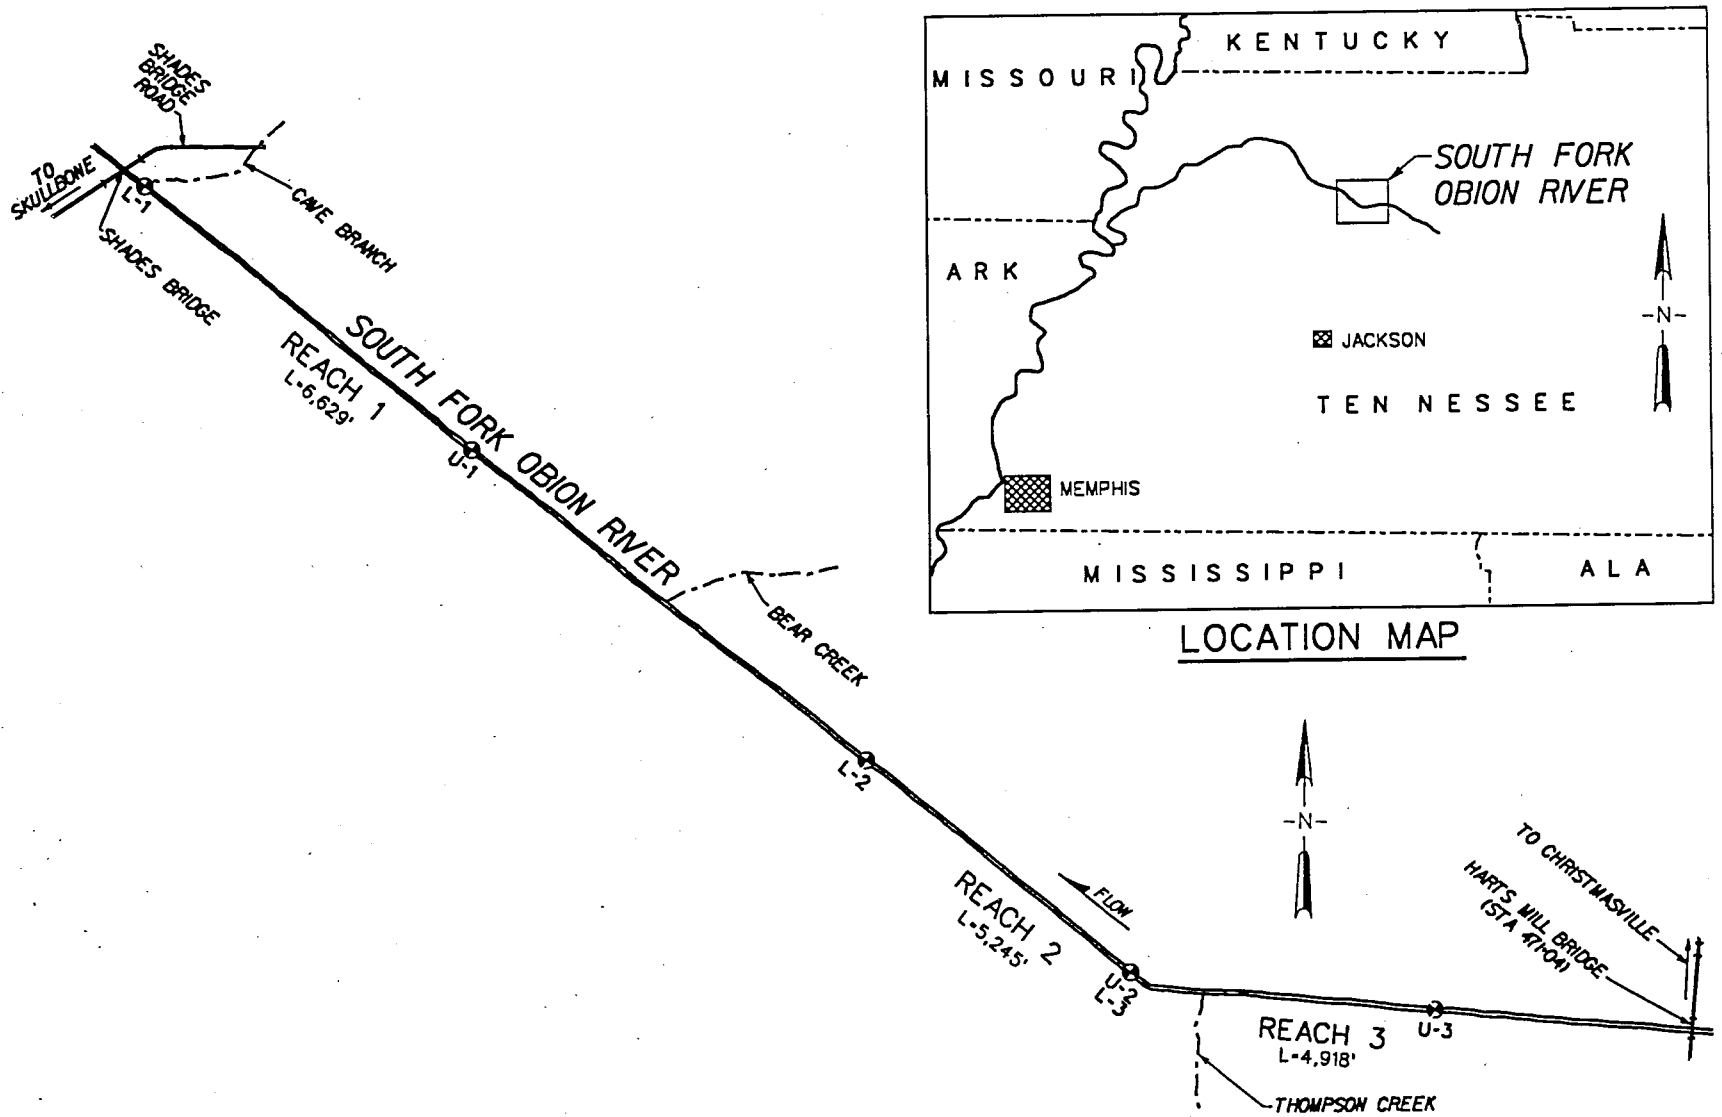 SHADES
BRIDGE
ROAD
TO
SKULLBONE
L-1
CAVE BRANCH
SHADES BRIDGE
REACH 1
L=6,629'
SOUTH FORK OBION RIVER
U-1
BEAR CREEK
L-2
REACH 2
L=5,245'
FLOW
U-2
L-3
REACH 3
L=4,918'
U-3
THOMPSON CREEK
TO CHRISTMASVILLE
HARTS MILL BRIDGE
(STA 471+04)
-N-
KENTUCKY
MISSOURI
SOUTH FORK
OBION RIVER
ARK
-N-
JACKSON
TENNESSEE
MEMPHIS
MISSISSIPPI
ALA
LOCATION MAP